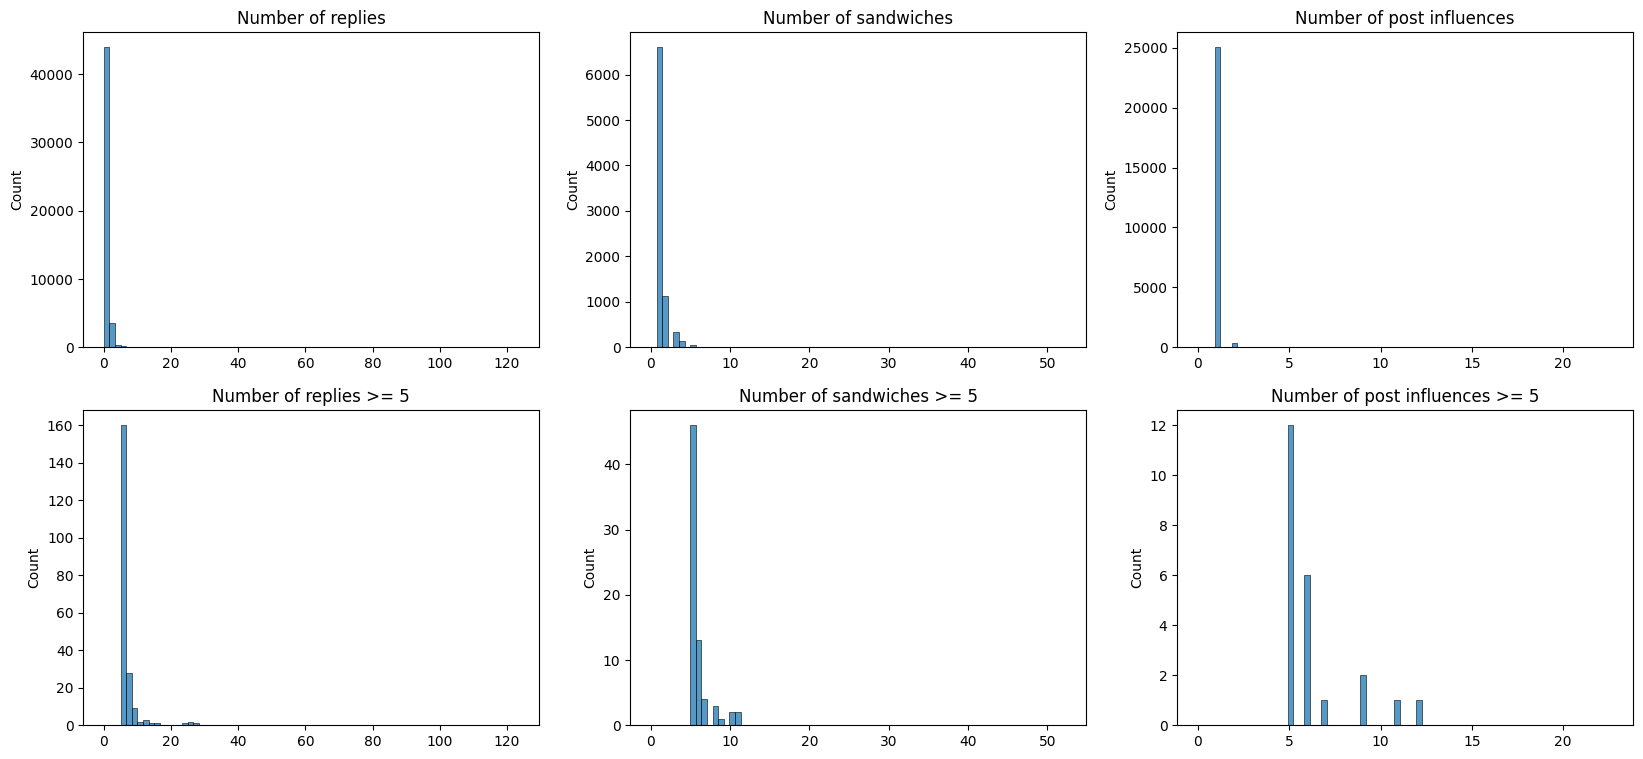 Number of replies
Count
40000
30000
20000
10000
0
0 20 40 60 80 100 120
Number of sandwiches
Count
6000
5000
4000
3000
2000
1000
0
0 10 20 30 40 50
Number of post influences
Count
25000
20000
15000
10000
5000
0
0 5 10 15 20
Number of replies >= 5
Count
160
140
120
100
80
60
40
20
0
0 20 40 60 80 100 120
Number of sandwiches >= 5
Count
40
30
20
10
0
0 10 20 30 40 50
Number of post influences >= 5
Count
12
10
8
6
4
2
0
0 5 10 15 20